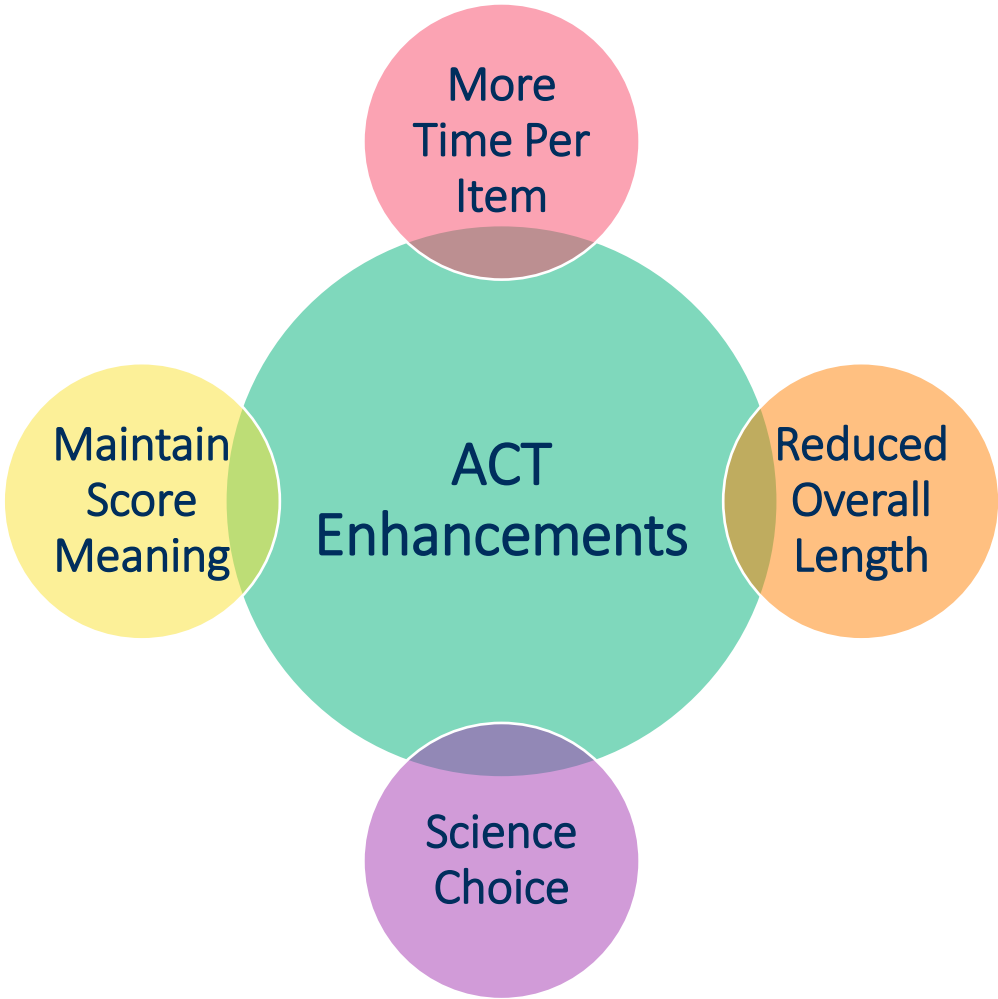 More
Time Per
Item
Maintain
Score
Meaning
ACT
Enhancements
Reduced
Overall
Length
Science
Choice